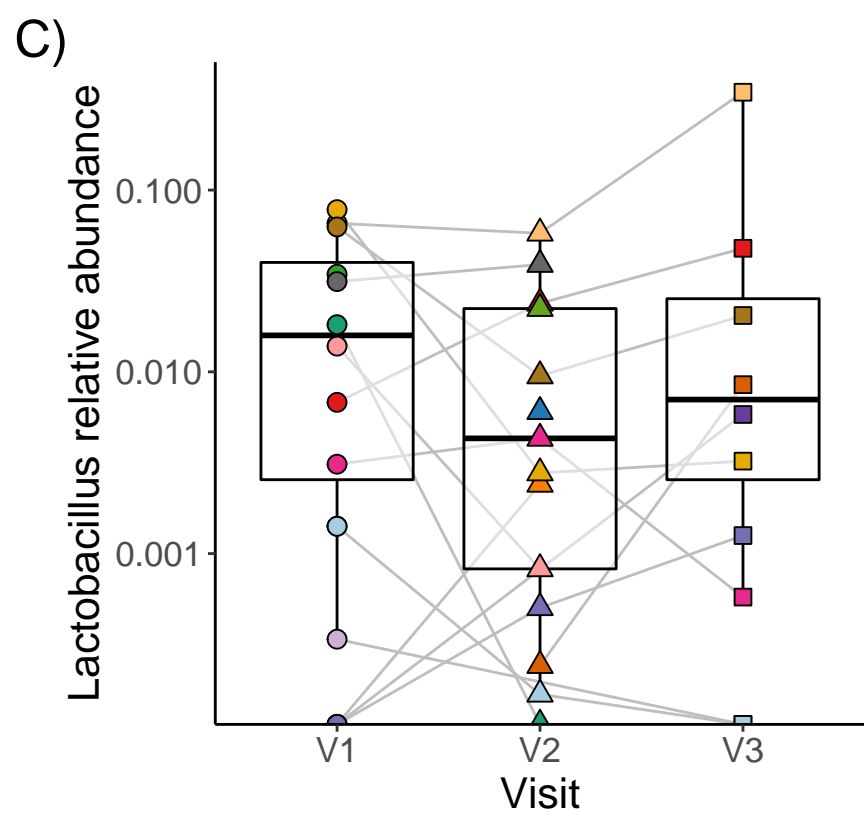 C)
Lactobacillus relative abundance
0.100
0.010
0.001
V1 V2 V3
Visit